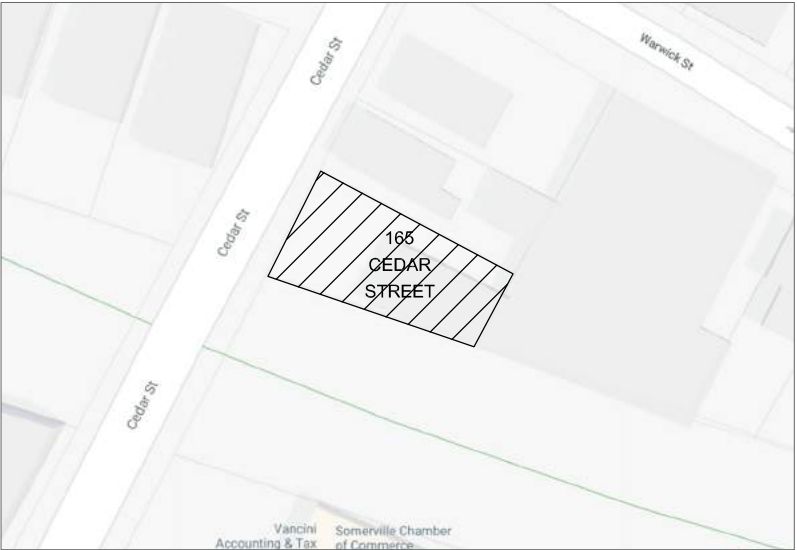 Warwick St
Cedar St
Cedar St
165
CEDAR
STREET
Cedar St
Vancini
Accounting & Tax
Somerville Chamber
of Commerce